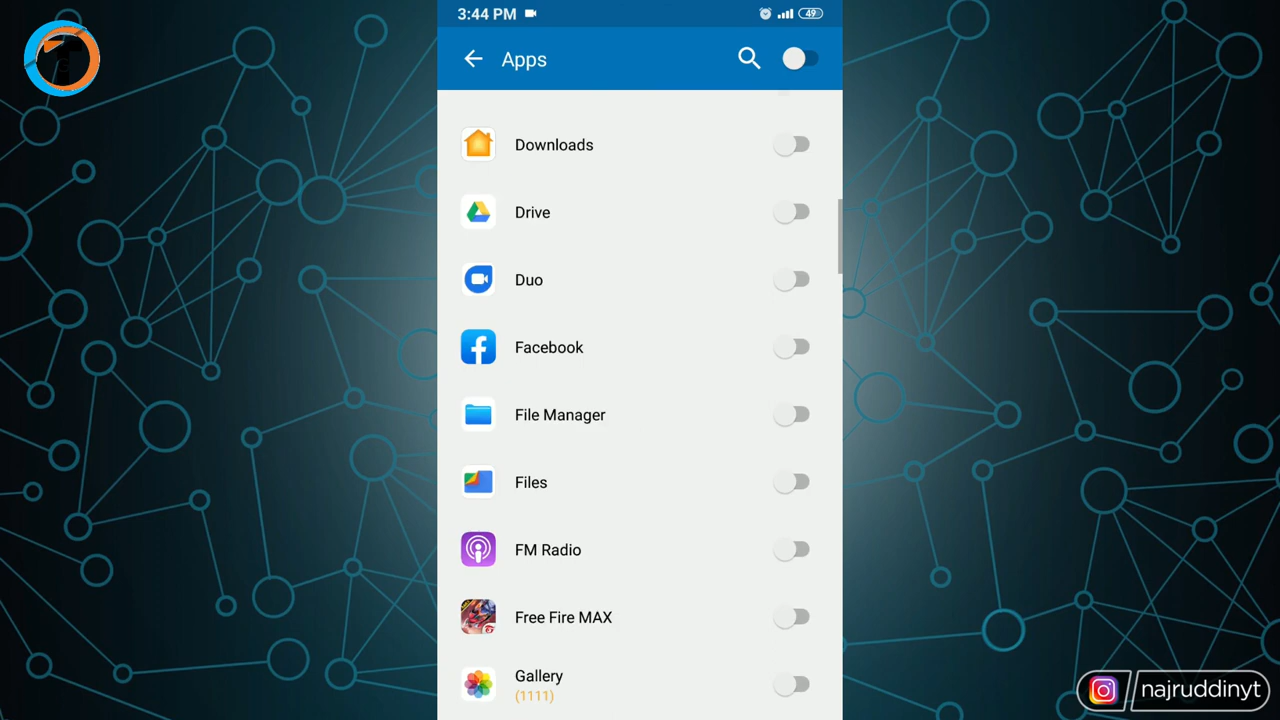 3:44 PM
49
Apps
Downloads
Drive
Duo
Facebook
File Manager
Files
FM Radio
Free Fire MAX
Gallery
(1111)
najruddinyt